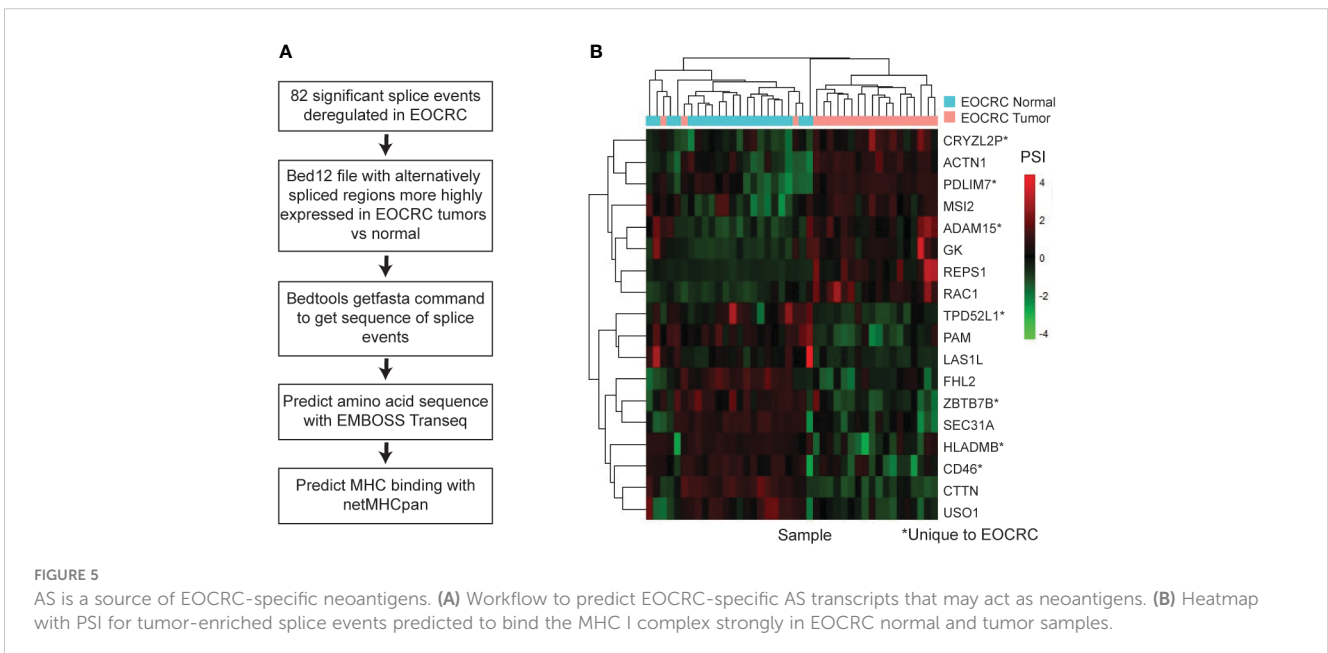 A
82 significant splice events
deregulated in EOCRC
Bed12 file with alternatively
spliced regions more highly
expressed in EOCRC tumors
vs normal
Bedtools getfasta command
to get sequence of splice
events
Predict amino acid sequence
with EMBOSS Transeq
Predict MHC binding with
netMHCpan
B
EOCRC Normal
EOCRC Tumor
CRYZL2P*
ACTN1
PDLIM7*
MSI2
ADAM15*
GK
REPS1
RAC1
TPD52L1*
PAM
LAS1L
FHL2
ZBTB7B*
SEC31A
HLADMB*
CD46*
CTTN
USO1
PSI
4
2
0
-2
-4
Sample
*Unique to EOCRC
FIGURE 5
AS is a source of EOCRC-specific neoantigens. (A) Workflow to predict EOCRC-specific AS transcripts that may act as neoantigens. (B) Heatmap
with PSI for tumor-enriched splice events predicted to bind the MHC I complex strongly in EOCRC normal and tumor samples.